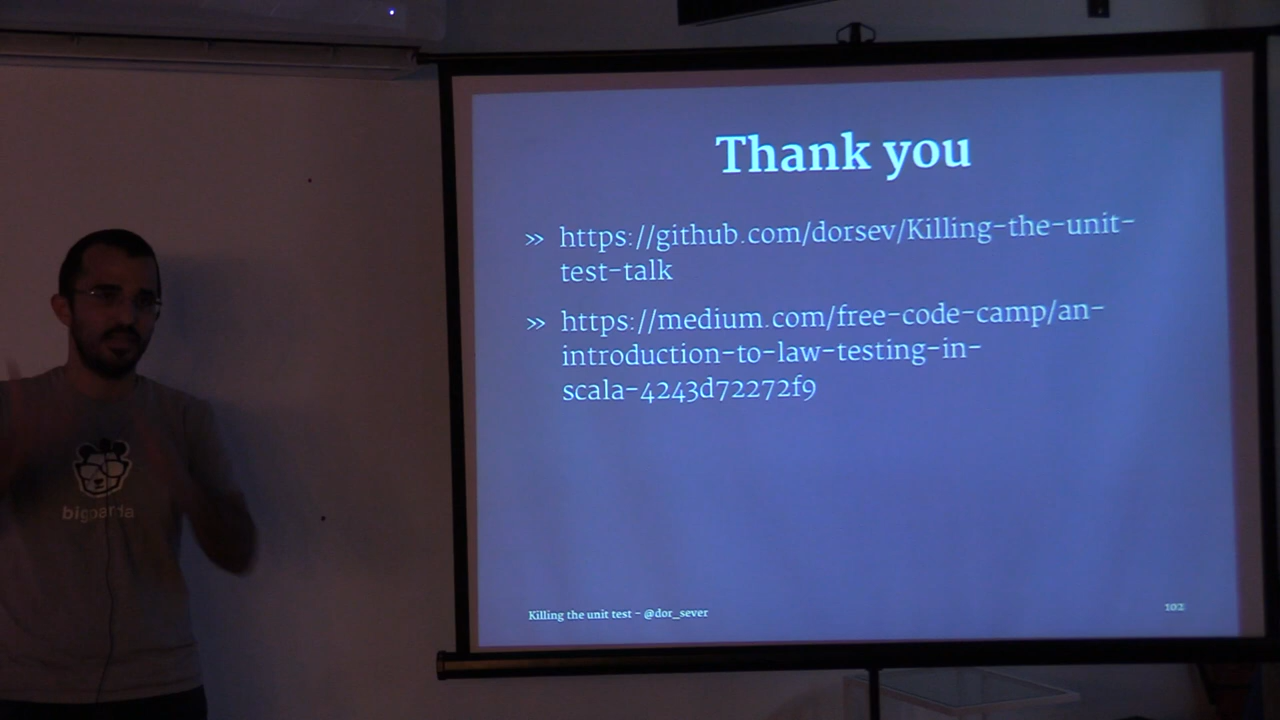 Thank you
» https://github.com/dorsev/Killing-the-unit-
test-talk
» https://medium.com/free-code-camp/an-
introduction-to-law-testing-in-
scala-4243d72272f9
Killing the unit test - @dor_sever
102
bigpanda